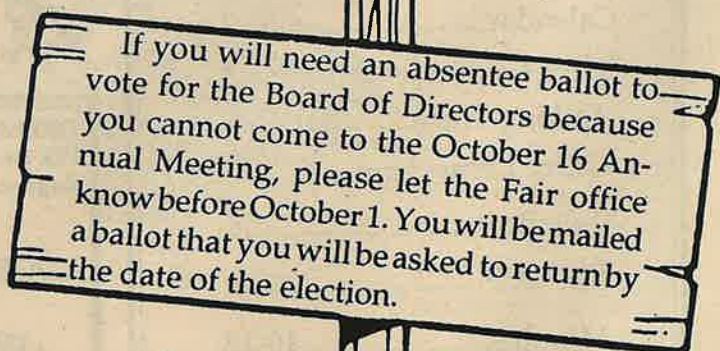 If you will need an absentee ballot to
vote for the Board of Directors because
you cannot come to the October 16 An-
nual Meeting, please let the Fair office
know before October 1. You will be mailed
a ballot that you will be asked to return by
the date of the election.